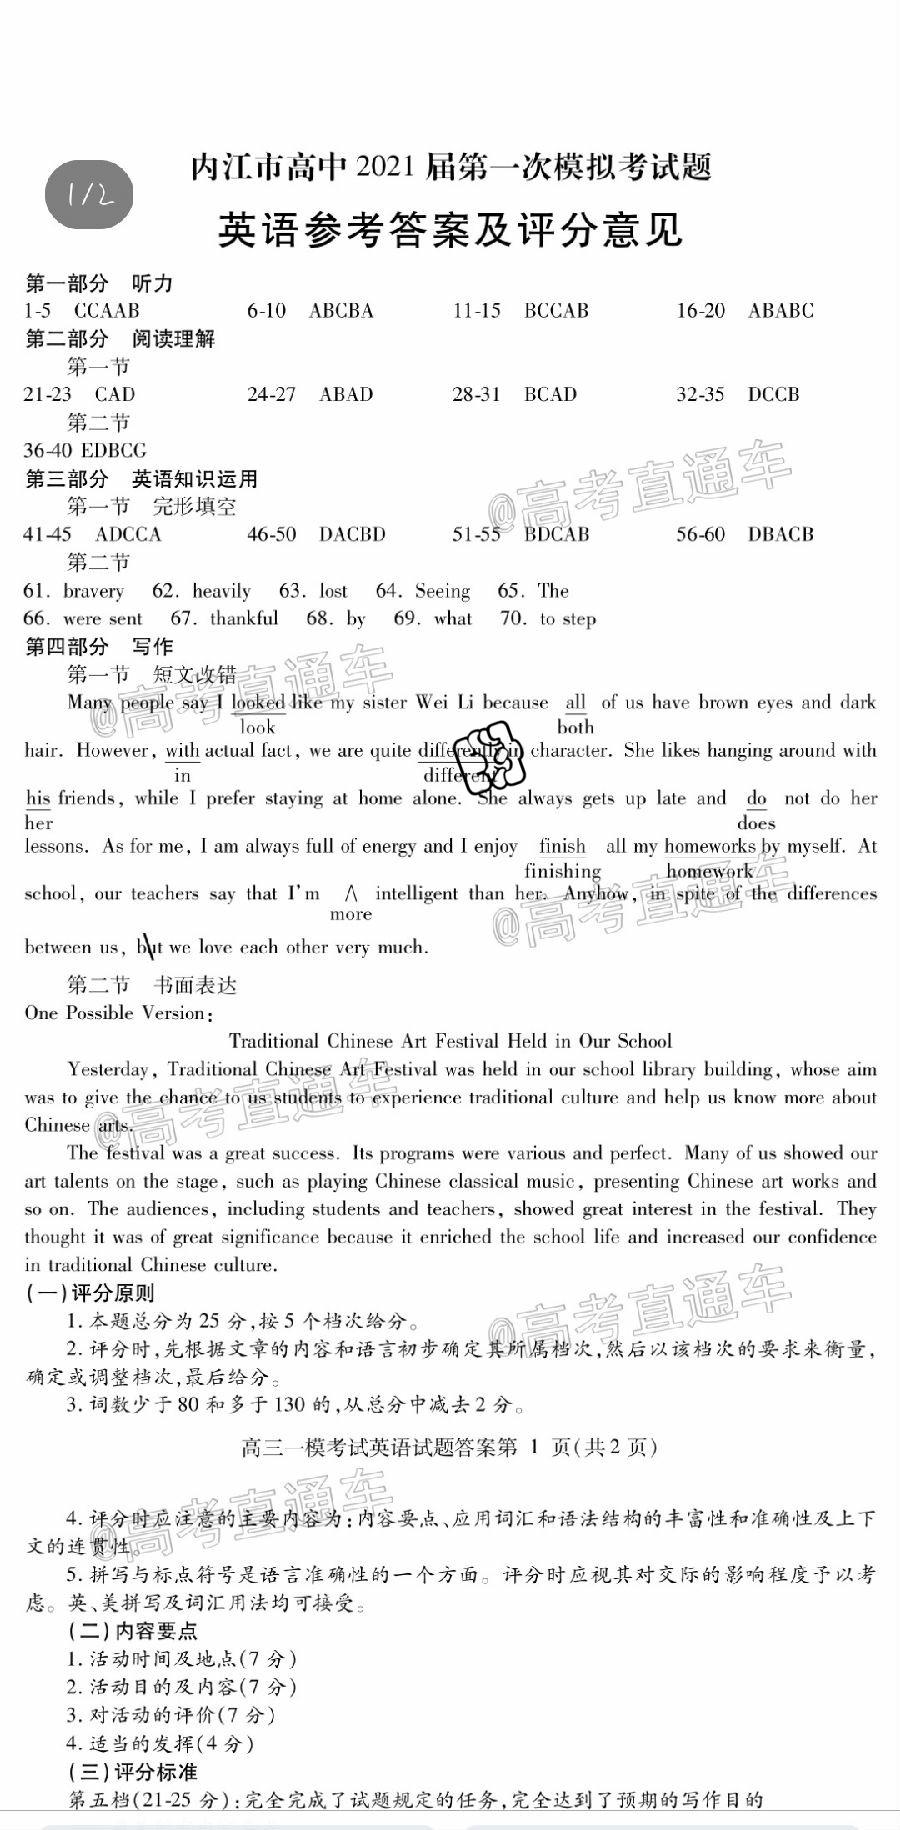 1/2
内江市高中 2021 届第一次模拟考试题
英语参考答案及评分意见
第一部分 听力
1-5 CCAAB 6-10 ABCBA 11-15 BCCAB 16-20 ABABC
第二部分 阅读理解
第一节
21-23 CAD 24-27 ABAD 28-31 BCAD 32-35 DCCB
第二节
36-40 EDBCG
第三部分 英语知识运用
@高考直通车
第一节 完形填空
41-45 ADCCA 46-50 DACBD 51-55 BDCAB 56-60 DBACB
第二节
61. bravery 62. heavily 63. lost 64. Seeing 65. The
66. were sent 67. thankful 68. by 69. what 70. to step
第四部分 写作
第一节 短文改错
@高考直通车
Many people say I looked like my sister Wei Li because all of us have brown eyes and dark
look both
hair. However, with actual fact, we are quite differently in character. She likes hanging around with
in different
his friends, while I prefer staying at home alone. She always gets up late and do not do her
her does
lessons. As for me, I am always full of energy and I enjoy finish all my homeworks by myself. At
finishing homework
school, our teachers say that I'm ∧ intelligent than her. Anyhow, in spite of the differences
more
@高考直通车
between us, but we love each other very much.
第二节 书面表达
One Possible Version:
Traditional Chinese Art Festival Held in Our School
Yesterday, Traditional Chinese Art Festival was held in our school library building, whose aim
was to give the chance to us students to experience traditional culture and help us know more about
Chinese arts.
@高考直通车
The festival was a great success. Its programs were various and perfect. Many of us showed our
art talents on the stage, such as playing Chinese classical music, presenting Chinese art works and
so on. The audiences, including students and teachers, showed great interest in the festival. They
thought it was of great significance because it enriched the school life and increased our confidence
in traditional Chinese culture.
(一)评分原则
1. 本题总分为 25 分,按 5 个档次给分。
@高考直通车
2. 评分时,先根据文章的内容和语言初步确定其所属档次,然后以该档次的要求来衡量,
确定或调整档次,最后给分。
3. 词数少于 80 和多于 130 的,从总分中减去 2 分。
高三一模考试英语试题答案第 1 页(共 2 页)
4. 评分时应注意的主要内容为:内容要点、应用词汇和语法结构的丰富性和准确性及上下
文的连贯性。
@高考直通车
5. 拼写与标点符号是语言准确性的一个方面。评分时应视其对交际的影响程度予以考
虑。英、美拼写及词汇用法均可接受。
(二)内容要点
1. 活动时间及地点(7 分)
2. 活动目的及内容(7 分)
3. 对活动的评价(7 分)
4. 适当的发挥(4 分)
(三)评分标准
第五档(21-25 分):完全完成了试题规定的任务,完全达到了预期的写作目的